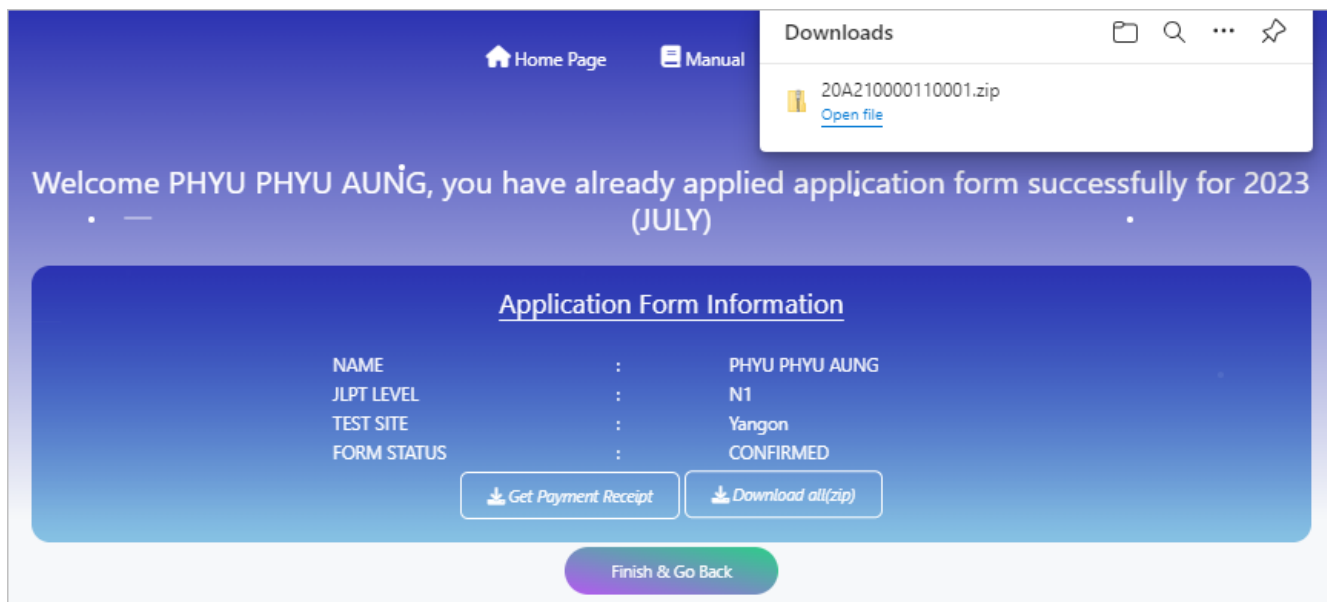 Home Page
Manual
Downloads
20A210000110001.zip
Open file
Welcome PHYU PHYU AUNG, you have already applied application form successfully for 2023
(JULY)
Application Form Information
NAME : PHYU PHYU AUNG
JLPT LEVEL : N1
TEST SITE : Yangon
FORM STATUS : CONFIRMED
Get Payment Receipt
Download all(zip)
Finish & Go Back